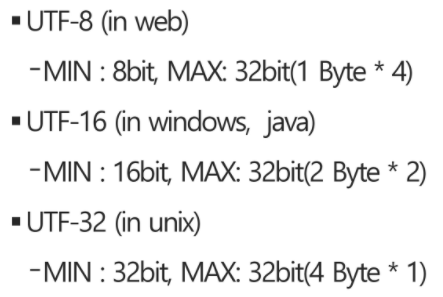 ▪ UTF-8 (in web)
-MIN : 8bit, MAX: 32bit(1 Byte * 4)
▪ UTF-16 (in windows, java)
-MIN : 16bit, MAX: 32bit(2 Byte * 2)
▪ UTF-32 (in unix)
-MIN : 32bit, MAX: 32bit(4 Byte * 1)